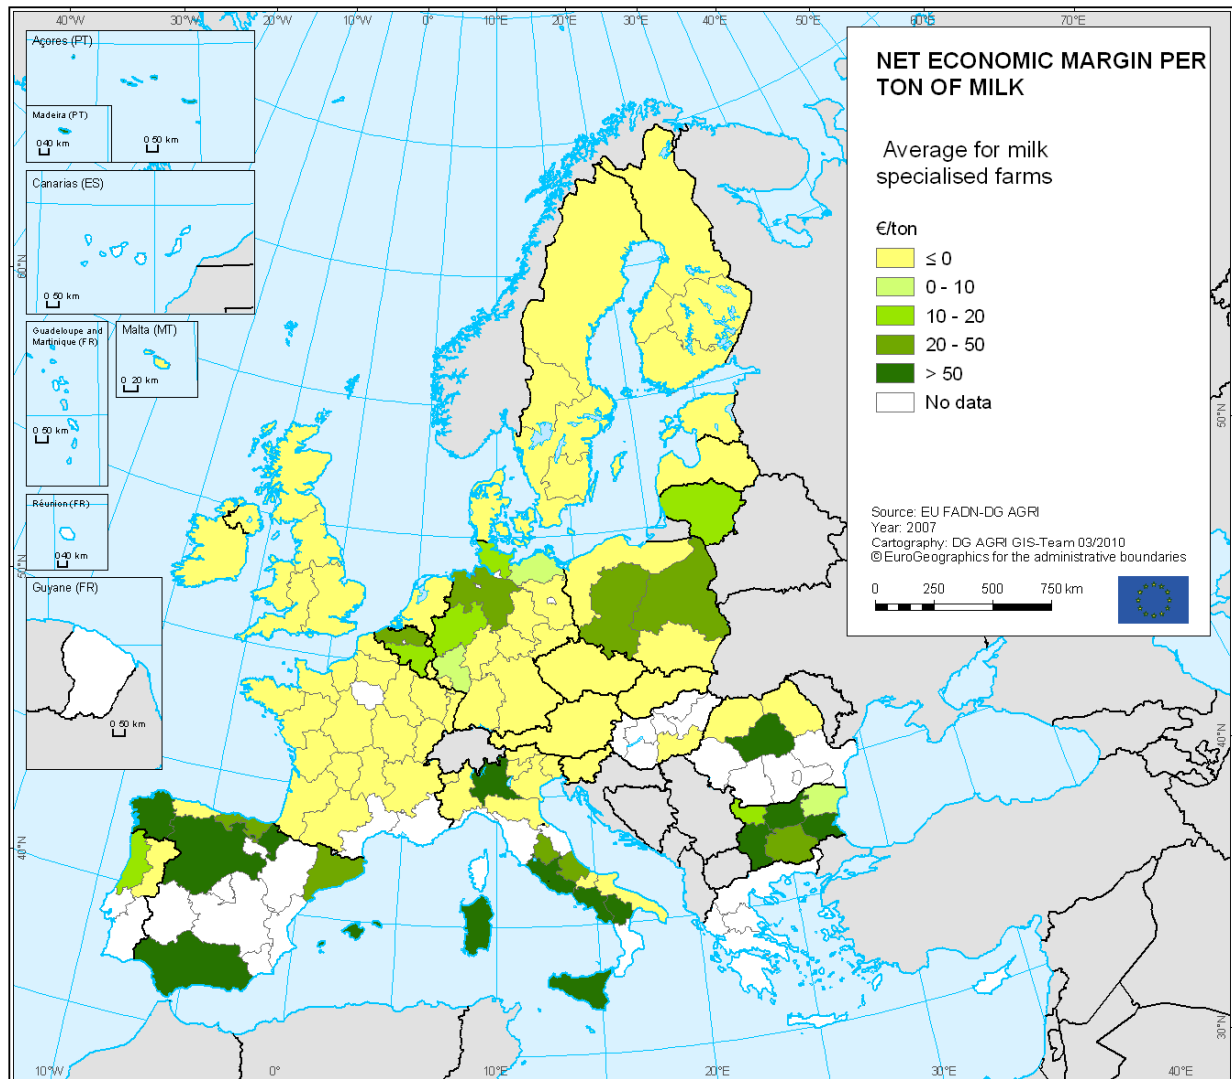 40°W
30°W
20°W
10°W
0°
10°E
20°E
30°E
40°E
50°E
60°E
70°E
Açores (PT)
Madeira (PT)
0 40 km
0 50 km
Canarias (ES)
0 50 km
Guadeloupe and
Martinique (FR)
0 50 km
Malta (MT)
0 20 km
Réunion (FR)
0 40 km
Guyane (FR)
0 50 km
NET ECONOMIC MARGIN PER
TON OF MILK
Average for milk
specialised farms
€/ton
≤ 0
0 - 10
10 - 20
20 - 50
> 50
No data
Source: EU FADN-DG AGRI
Year: 2007
Cartography: DG AGRI GIS-Team 03/2010
© EuroGeographics for the administrative boundaries
0 250 500 750 km
60°N
50°N
40°N
50°N
40°N
30°N
10°W
0°
10°E
20°E
30°E
40°E